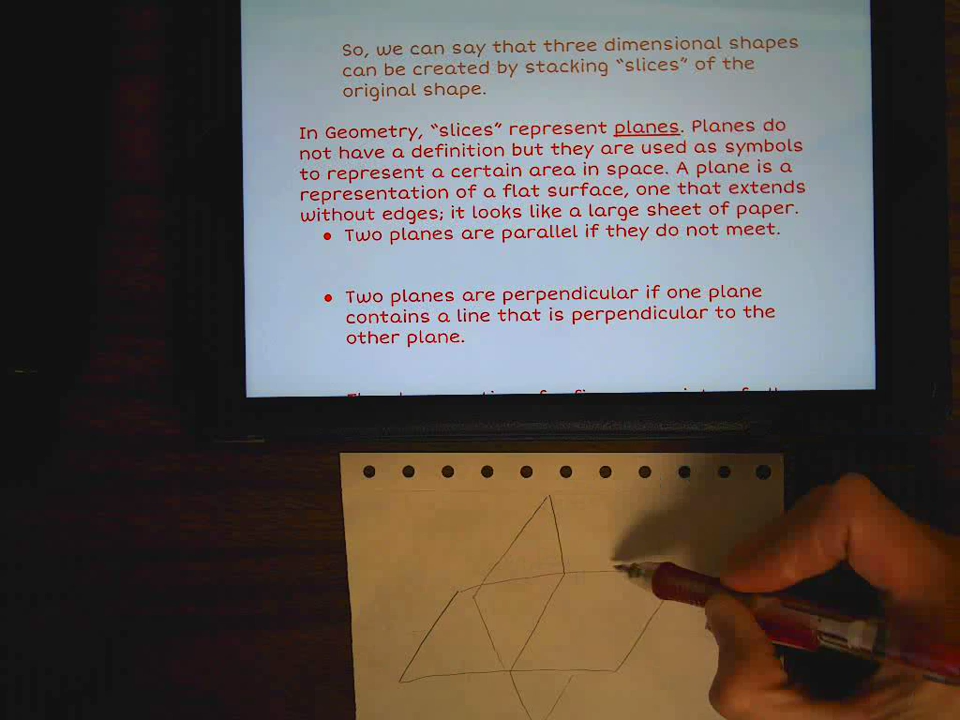 So, we can say that three dimensional shapes
can be created by stacking “slices” of the
original shape.
In Geometry, “slices” represent planes. Planes do
not have a definition but they are used as symbols
to represent a certain area in space. A plane is a
representation of a flat surface, one that extends
without edges; it looks like a large sheet of paper.
• Two planes are parallel if they do not meet.
• Two planes are perpendicular if one plane
contains a line that is perpendicular to the
other plane.